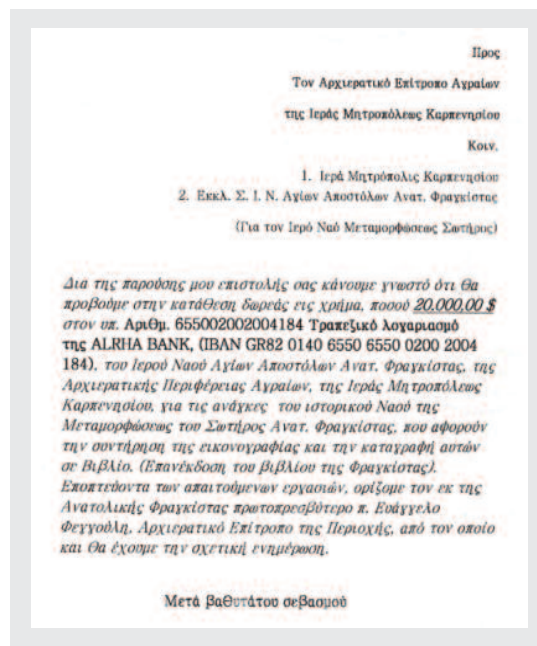 Προς
Τον Αρχιερατικό Επίτροπο Αγραίων
της Ιεράς Μητροπόλεως Καρπενησίου
Κοιν.
1. Ιερά Μητρόπολις Καρπενησίου
2. Εκκλ. Σ. Ι. Ν. Αγίων Αποστόλων Ανατ. Φραγκίστας
(Για τον Ιερό Ναό Μεταμορφώσεως Σωτήρος)
Δια της παρούσης μου επιστολής σας κάνουμε γνωστό ότι θα
προβούμε στην κατάθεση δωρεάς εις χρήμα, ποσού 20.000.00 $
στον υπ. Αριθμ. 655002002004184 Τραπεζικό λογαριασμό
της ALRHA BANK, (IBAN GR82 0140 6550 6550 0200 2004
184), του Ιερού Ναού Αγίων Αποστόλων Ανατ. Φραγκίστας, της
Αρχιερατικής Περιφέρειας Αγραίων, της Ιεράς Μητροπόλεως
Καρπενησίου, για τις ανάγκες του ιστορικού Ναού της
Μεταμορφώσεως του Σωτήρος Ανατ. Φραγκίστας, που αφορούν
την συντήρηση της εικονογραφίας και την καταγραφή αυτών
σε Βιβλίο. (Επανέκδοση του βιβλίου της Φραγκίστας).
Εποπτεύοντα των απαιτούμενων εργασιών, ορίζομε τον εκ της
Ανατολικής Φραγκίστας πρωτοπρεσβύτερο π. Ευάγγελο
Φεγγούλη, Αρχιερατικό Επίτροπο της Περιοχής, από τον οποίο
και θα έχουμε την σχετική ενημέρωση.
Μετά βαθυτάτου σεβασμού